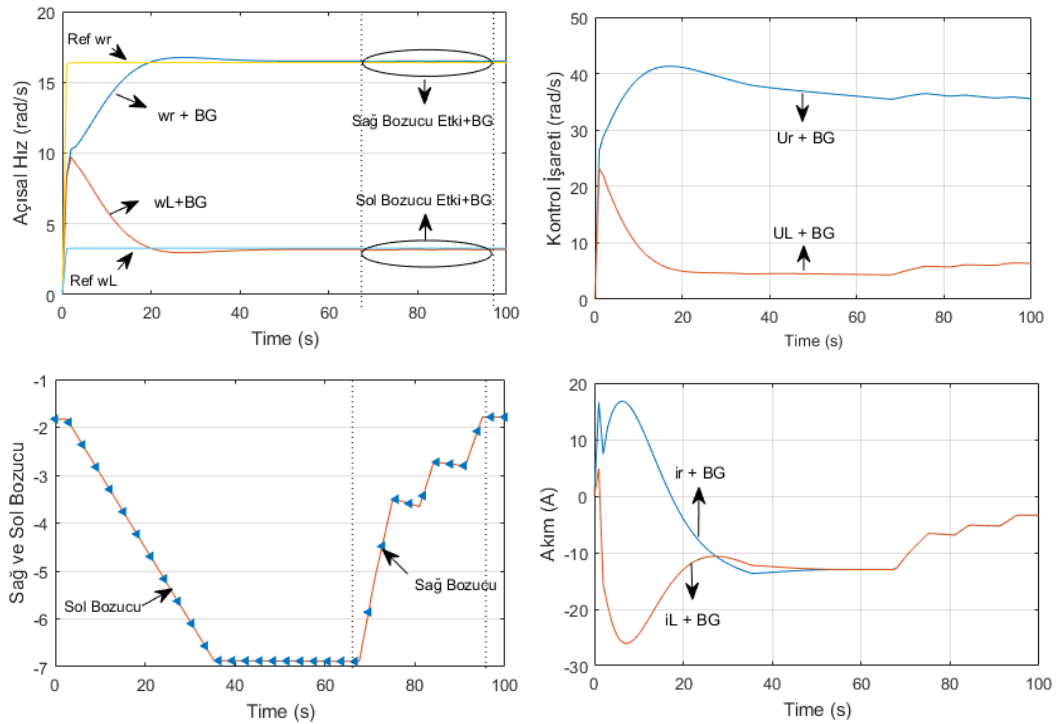 20
15
10
5
0
Açısal Hız (rad/s)
Ref wr
wr + BG
Sağ Bozucu Etki+BG
wL+BG
Sol Bozucu Etki+BG
Ref wL
0 20 40 60 80 100
Time (s)
50
40
30
20
10
0
Kontrol İşareti (rad/s)
Ur + BG
UL + BG
0 20 40 60 80 100
Time (s)
-1
-2
-3
-4
-5
-6
-7
Sağ ve Sol Bozucu
Sağ Bozucu
Sol Bozucu
0 20 40 60 80 100
Time (s)
20
10
0
-10
-20
-30
Akım (A)
ir + BG
iL + BG
0 20 40 60 80 100
Time (s)